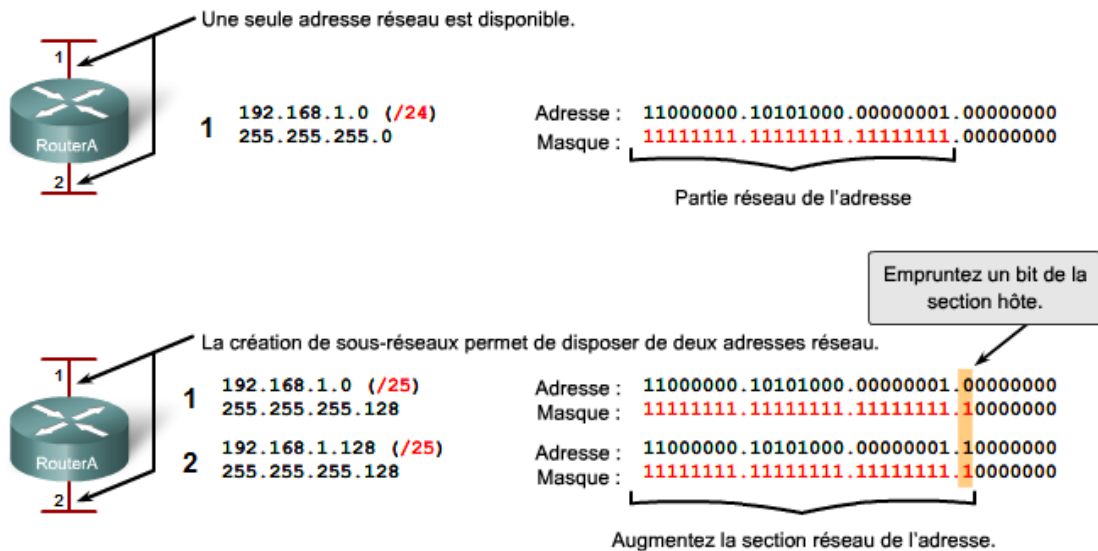 Une seule adresse réseau est disponible.
1
RouterA
2
1
192.168.1.0 (/24)
255.255.255.0
Adresse : 11000000.10101000.00000001.00000000
Masque : 11111111.11111111.11111111.00000000
Partie réseau de l'adresse
Empruntez un bit de la
section hôte.
La création de sous-réseaux permet de disposer de deux adresses réseau.
1
RouterA
2
1
192.168.1.0 (/25)
255.255.255.128
Adresse : 11000000.10101000.00000001.00000000
Masque : 11111111.11111111.11111111.10000000
2
192.168.1.128 (/25)
255.255.255.128
Adresse : 11000000.10101000.00000001.10000000
Masque : 11111111.11111111.11111111.10000000
Augmentez la section réseau de l'adresse.